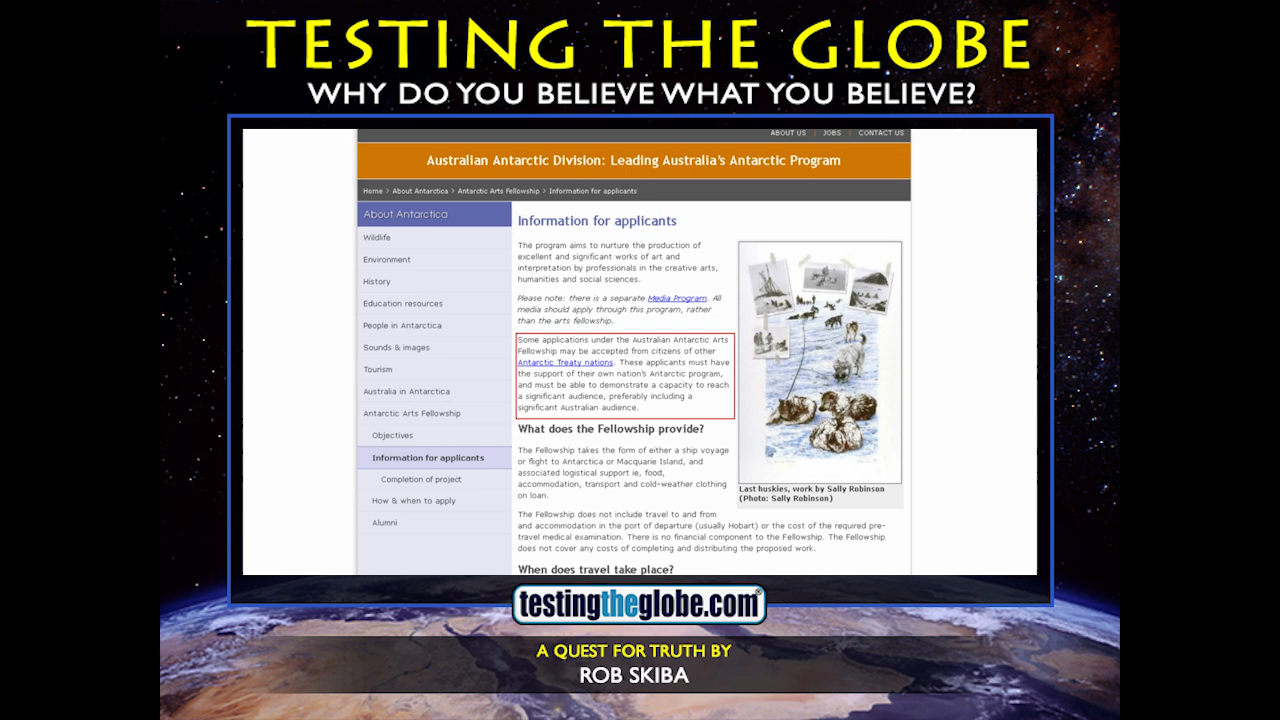 TESTING THE GLOBE
WHY DO YOU BELIEVE WHAT YOU BELIEVE?
ABOUT US | JOBS | CONTACT US
Australian Antarctic Division: Leading Australia's Antarctic Program
Home > About Antarctica > Antarctic Arts Fellowship > Information for applicants
About Antarctica
Wildlife
Environment
History
Education resources
People in Antarctica
Sounds & images
Tourism
Australia in Antarctica
Antarctic Arts Fellowship
Objectives
Information for applicants
Completion of project
How & when to apply
Alumni
Information for applicants
The program aims to nurture the production of
excellent and significant works of art and
interpretation by professionals in the creative arts,
humanities and social sciences.
Please note: there is a separate Media Program. All
media should apply through this program, rather
than the arts fellowship.
Some applications under the Australian Antarctic Arts
Fellowship may be accepted from citizens of other
Antarctic Treaty nations. These applicants must have
the support of their own nation's Antarctic program,
and must be able to demonstrate a capacity to reach
a significant audience, preferably including a
significant Australian audience.
What does the Fellowship provide?
The Fellowship takes the form of either a ship voyage
or flight to Antarctica or Macquarie Island, and
associated logistical support ie, food,
accommodation, transport and cold-weather clothing
on loan.
The Fellowship does not include travel to and from
and accommodation in the port of departure (usually Hobart) or the cost of the required pre-
travel medical examination. There is no financial component to the Fellowship. The Fellowship
does not cover any costs of completing and distributing the proposed work.
When does travel take place?
Last huskies, work by Sally Robinson
(Photo: Sally Robinson)
testingtheglobe.com
A QUEST FOR TRUTH BY
ROB SKIBA